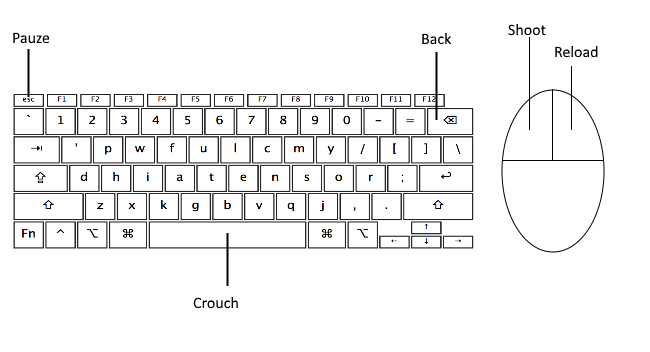 Shoot
Pauze
Back
Reload
esc F1 F2 F3 F4 F5 F6 F7 F8 F9 F10 F11 F12
` 1 2 3 4 5 6 7 8 9 0 - = ⌫
⇥ ' p w f u l c m y / [ ] \
⇪ d h i a t e n s o r ; ↩
⇧ z x k g b v q j , . ⇧
Fn ^ ⌥ ⌘ ⌘ ⌥ ← ↑ ↓ →
Crouch